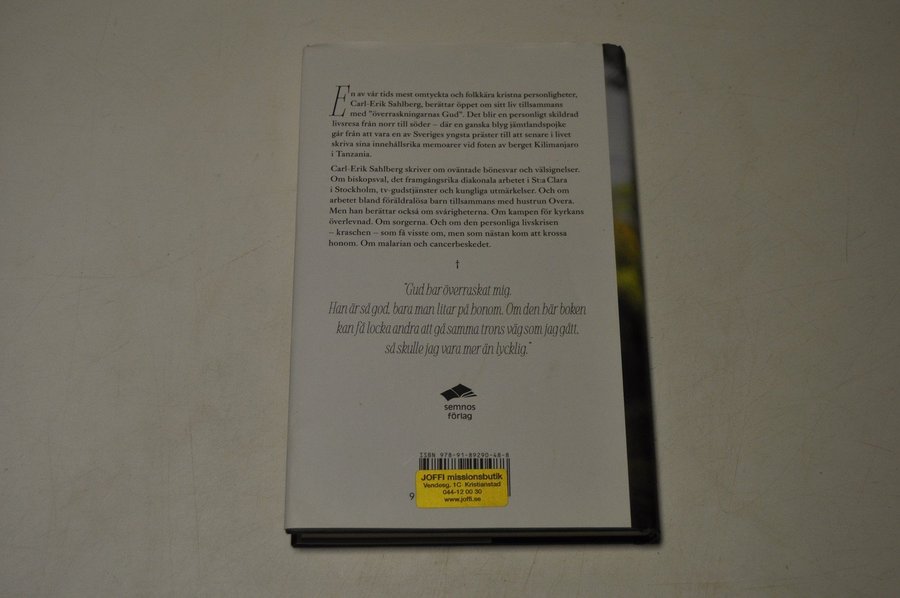 En av vår tids mest omtyckta och folkkära kristna personligheter,
Carl-Erik Sahlberg, berättar öppet om sitt liv tillsammans
med ”överraskningarnas Gud”. Det blir en personligt skildrad
livsresa från norr till söder – där en ganska blyg jämtlandspojke
går från att vara en av Sveriges yngsta präster till att senare i livet
skriva sina innehållsrika memoarer vid foten av berget Kilimanjaro
i Tanzania.
Carl-Erik Sahlberg skriver om oväntade bönesvar och välsignelser.
Om biskopsval, det framgångsrika diakonala arbetet i St:a Clara
i Stockholm, tv-gudstjänster och kungliga utmärkelser. Och om
arbetet bland föräldralösa barn tillsammans med hustrun Overa.
Men han berättar också om svårigheterna. Om kampen för kyrkans
överlevnad. Om sorgerna. Och om den personliga livskrisen
– kraschen – som få visste om, men som nästan kom att krossa
honom. Om malarian och cancerbeskedet.
”Gud har överraskat mig.
Han är så god, bara man litar på honom. Om den här boken
kan få locka andra att gå samma trons väg som jag gått,
så skulle jag vara mer än lycklig.”
semnos
förlag
ISBN 978-91-89290-48-8
JOFFI missionsbutik
Vendesg. 1C Kristianstad
044-12 00 30
www.joffi.se
9